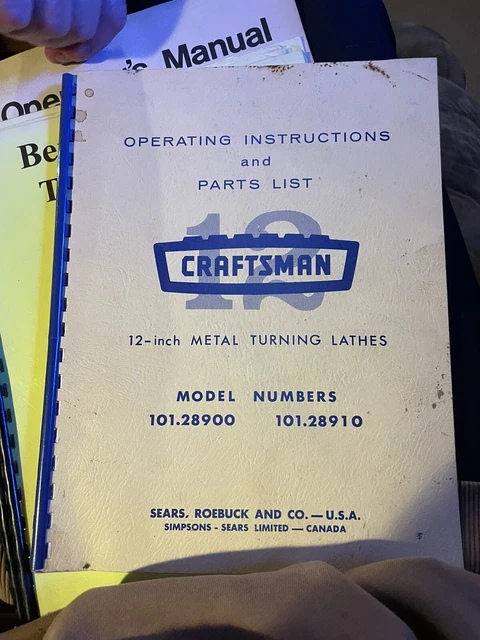 's Manual
OPERATING INSTRUCTIONS
and
PARTS LIST
12
CRAFTSMAN
12-inch METAL TURNING LATHES
MODEL NUMBERS
101.28900 101.28910
SEARS, ROEBUCK AND CO. — U.S.A.
SIMPSONS - SEARS LIMITED — CANADA